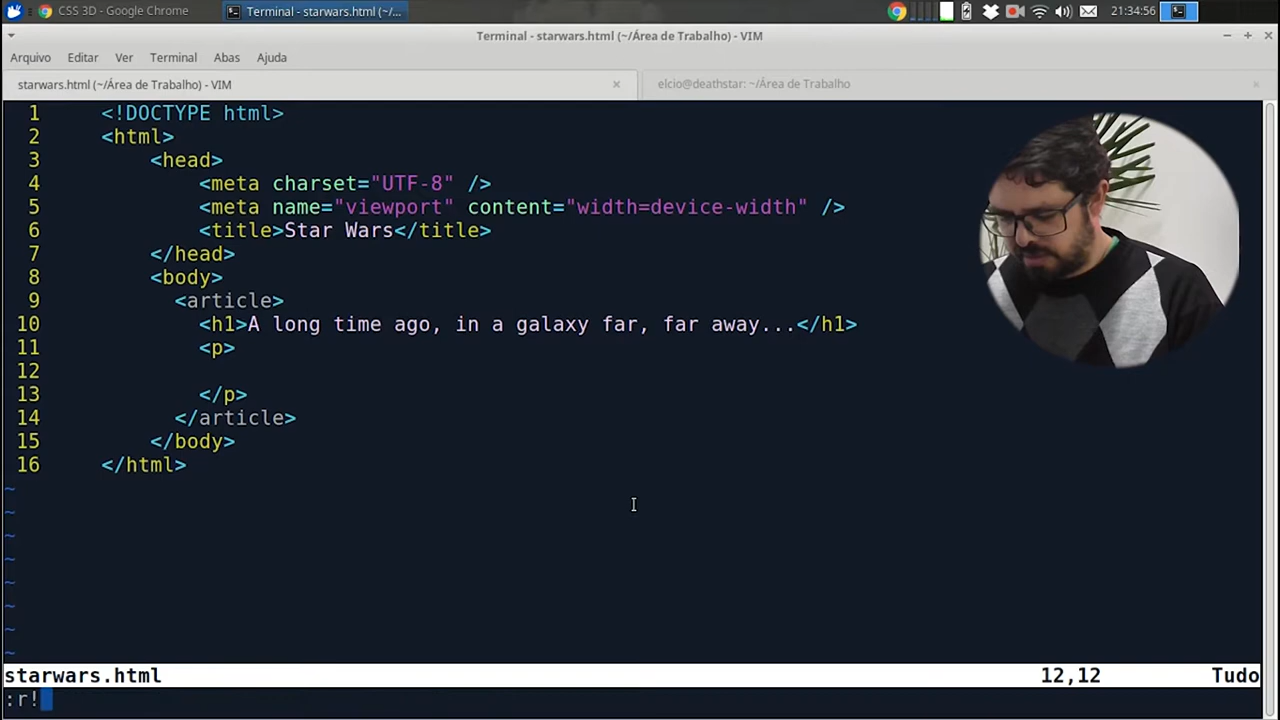 CSS 3D - Google Chrome
Terminal - starwars.html (~/...
21:34:56
Terminal - starwars.html (~/Área de Trabalho) - VIM
Arquivo Editar Ver Terminal Abas Ajuda
starwars.html (~/Área de Trabalho) - VIM
elcio@deathstar: ~/Área de Trabalho
1 <!DOCTYPE html>
2 <html>
3 <head>
4 <meta charset="UTF-8" />
5 <meta name="viewport" content="width=device-width" />
6 <title>Star Wars</title>
7 </head>
8 <body>
9 <article>
10 <h1>A long time ago, in a galaxy far, far away...</h1>
11 <p>
12
13 </p>
14 </article>
15 </body>
16 </html>
~
~
~
~
~
~
~
~
starwars.html 12,12 Tudo
:r!